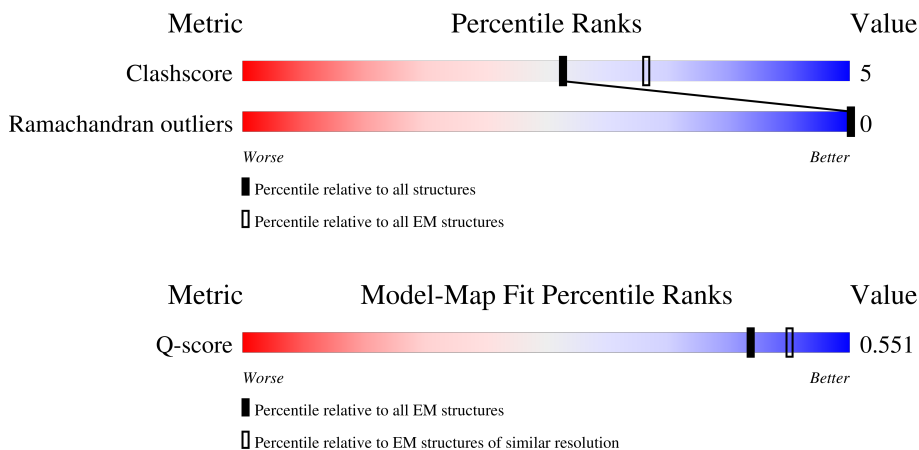 Metric Percentile Ranks Value
Clashscore 5
Ramachandran outliers 0
Worse Better
Percentile relative to all structures
Percentile relative to all EM structures
Metric Model-Map Fit Percentile Ranks Value
Q-score 0.551
Worse Better
Percentile relative to all EM structures
Percentile relative to EM structures of similar resolution